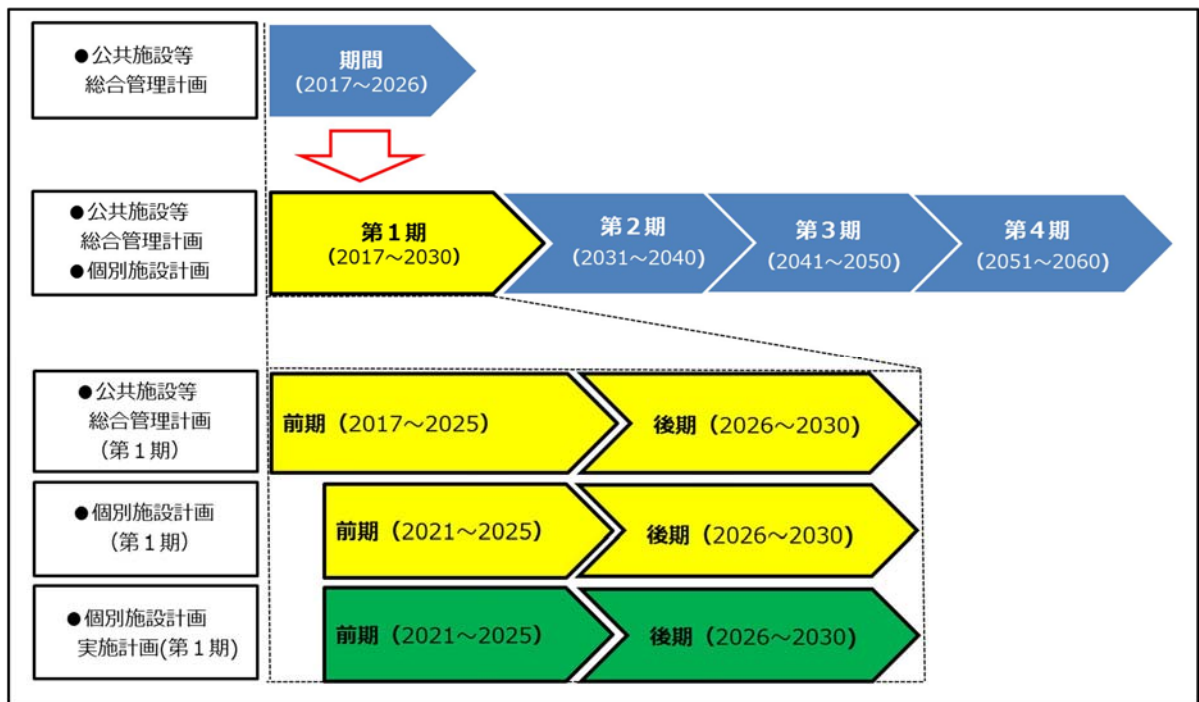 ●公共施設等
総合管理計画
期間
(2017～2026)
●公共施設等
総合管理計画
●個別施設計画
第１期
(2017～2030)
第２期
(2031～2040)
第３期
(2041～2050)
第４期
(2051～2060)
●公共施設等
総合管理計画
(第１期)
前期（2017～2025)
後期（2026～2030)
●個別施設計画
(第１期)
前期（2021～2025)
後期（2026～2030)
●個別施設計画
実施計画(第１期)
前期（2021～2025)
後期（2026～2030)